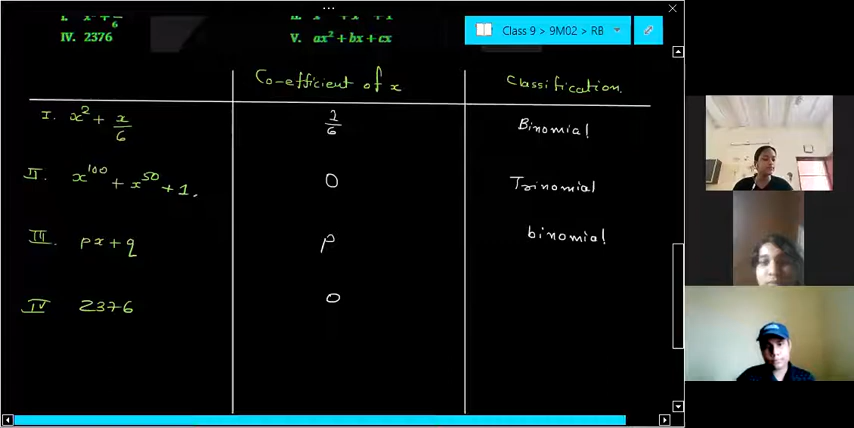 IV. 2376
V. ax² + bx + cx
Class 9 > 9M02 > RB
Co-efficient of x
Classification.
I. x² + x/6
1/6
Binomial
II. x¹⁰⁰ + x⁵⁰ + 1.
0
Trinomial
III. px + q
p
binomial
IV 2376
0